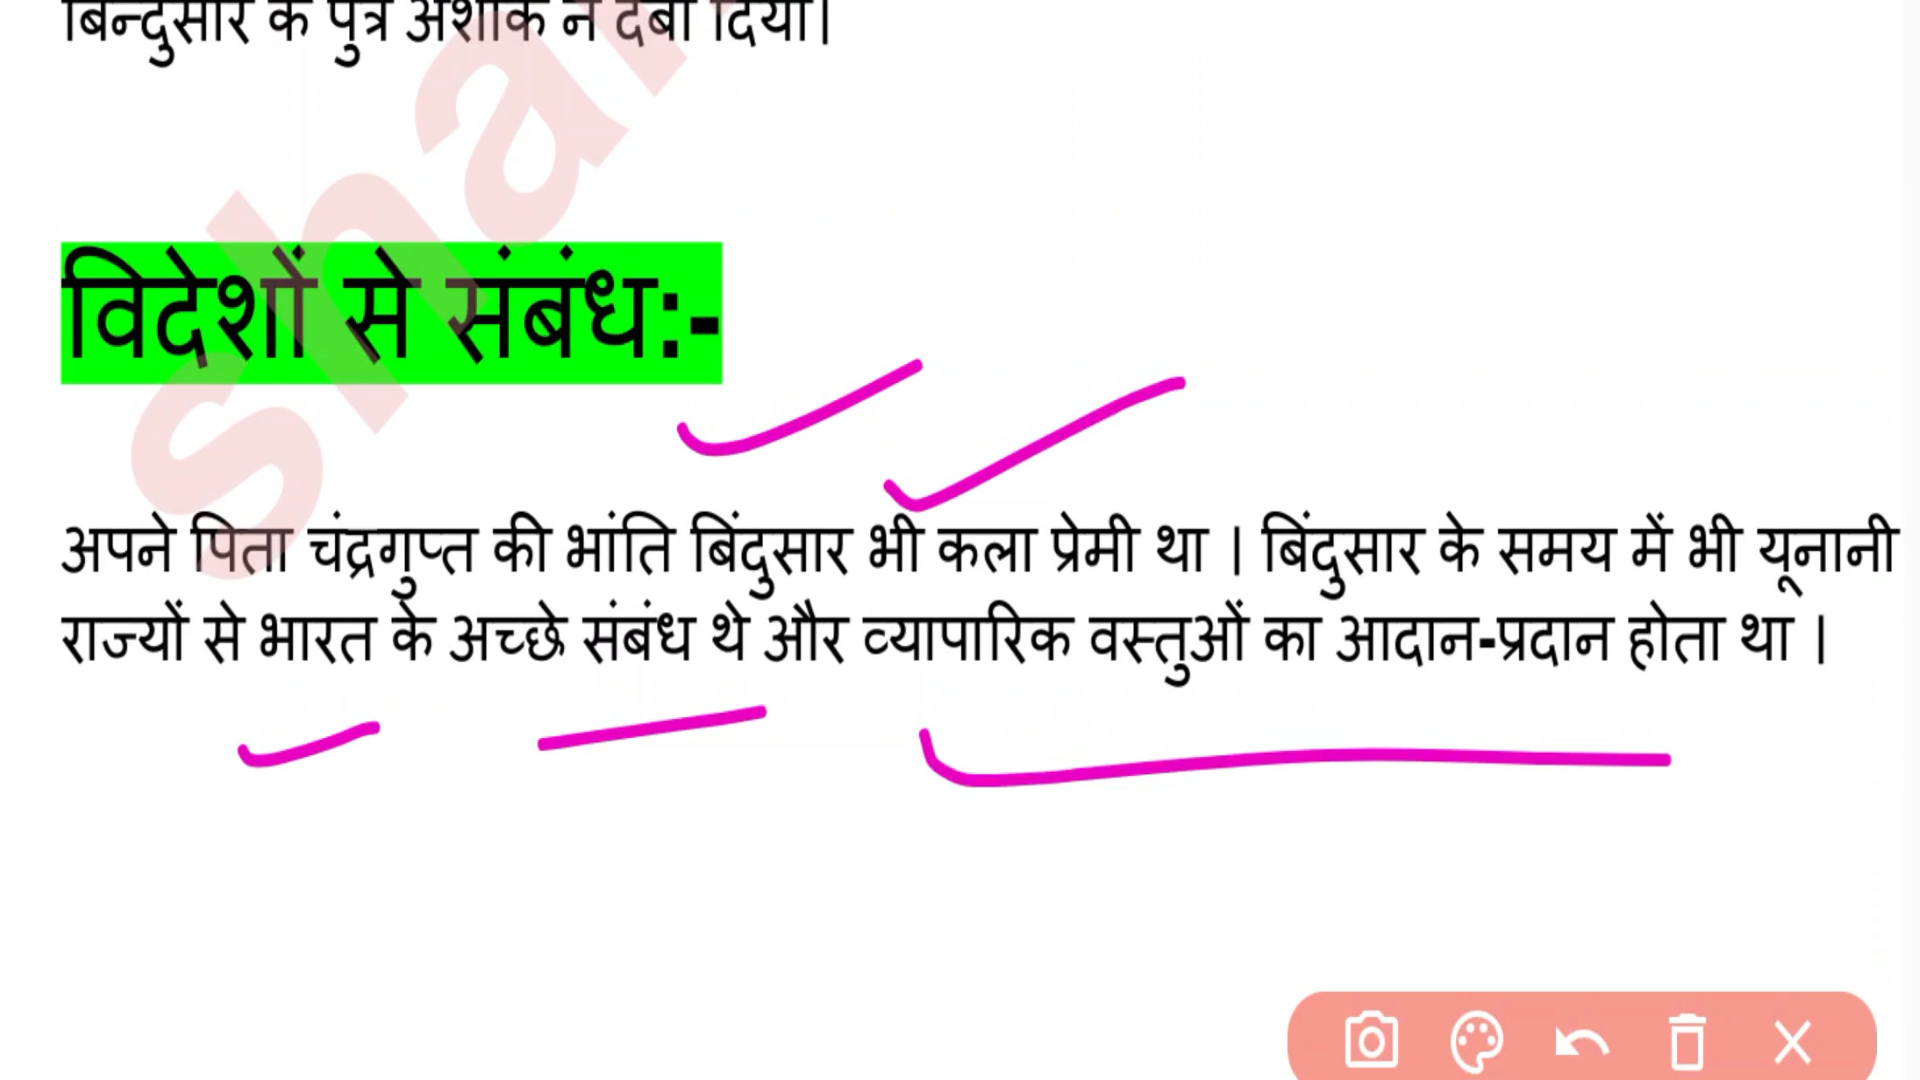 बिन्दुसार के पुत्र अशोक ने दबा दिया।
विदेशों से संबंध:-
अपने पिता चंद्रगुप्त की भांति बिंदुसार भी कला प्रेमी था | बिंदुसार के समय में भी यूनानी
राज्यों से भारत के अच्छे संबंध थे और व्यापारिक वस्तुओं का आदान-प्रदान होता था |